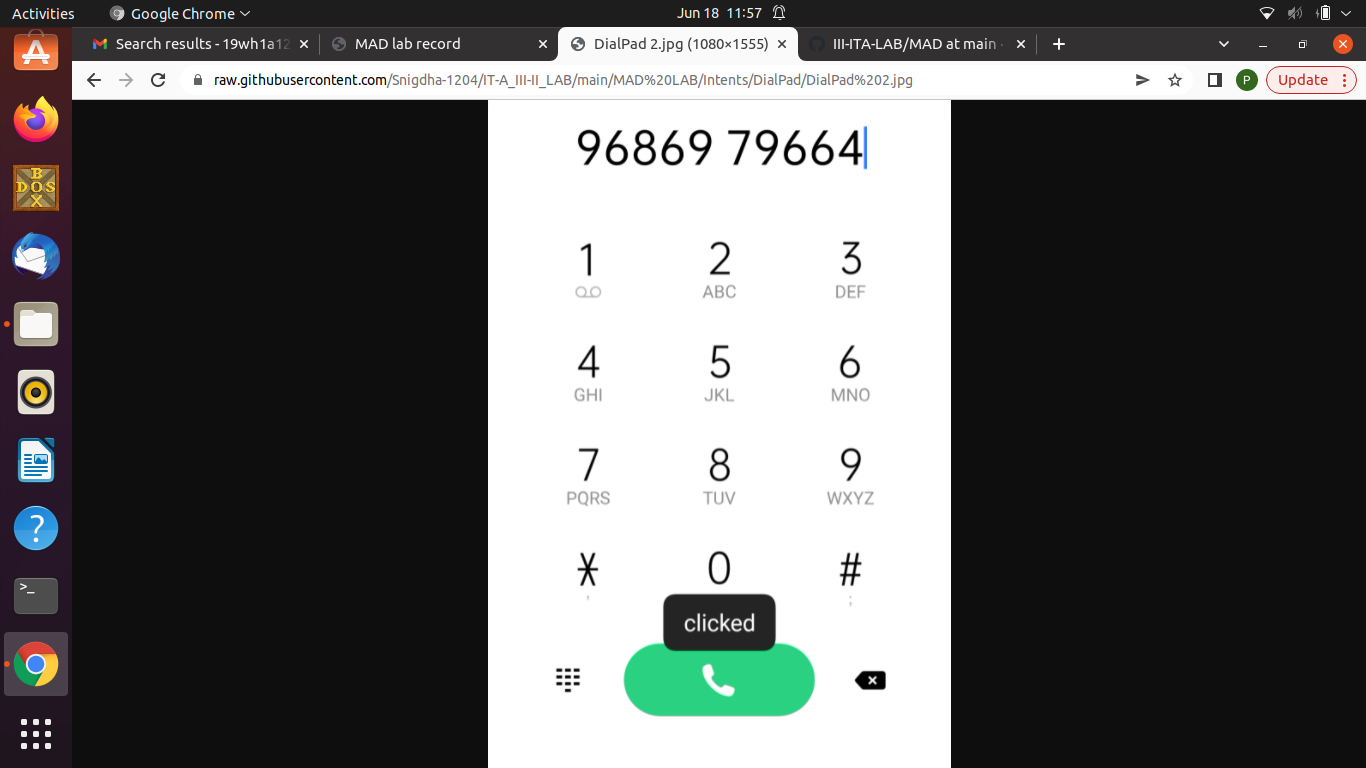 Activities
Google Chrome
Jun 18 11:57
Search results - 19wh1a12
MAD lab record
DialPad 2.jpg (1080×1555)
III-ITA-LAB/MAD at main ·
raw.githubusercontent.com/Snigdha-1204/IT-A_III-II_LAB/main/MAD%20LAB/Intents/DialPad/DialPad%202.jpg
P
Update
96869 79664
1 2 3
ABC DEF
4 5 6
GHI JKL MNO
7 8 9
PQRS TUV WXYZ
* 0 #
, ;
clicked
B
DOS
X
?
>_